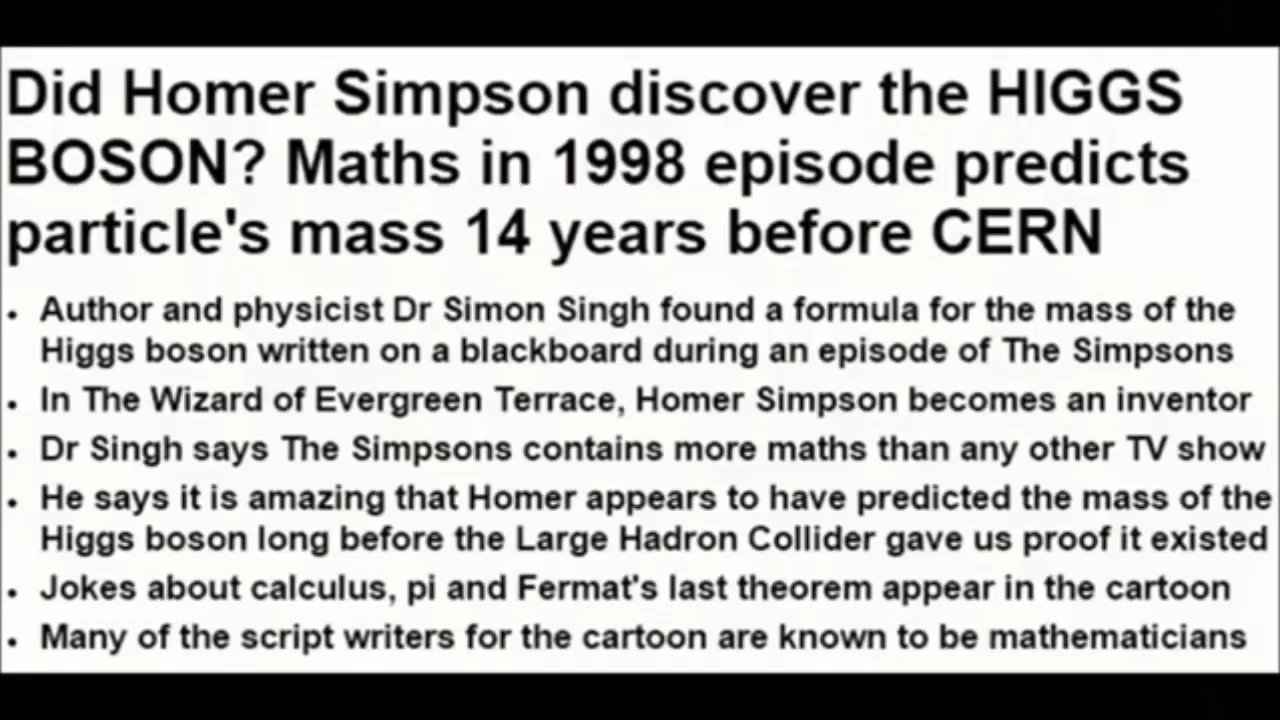 Did Homer Simpson discover the HIGGS
BOSON? Maths in 1998 episode predicts
particle's mass 14 years before CERN
• Author and physicist Dr Simon Singh found a formula for the mass of the
Higgs boson written on a blackboard during an episode of The Simpsons
• In The Wizard of Evergreen Terrace, Homer Simpson becomes an inventor
• Dr Singh says The Simpsons contains more maths than any other TV show
• He says it is amazing that Homer appears to have predicted the mass of the
Higgs boson long before the Large Hadron Collider gave us proof it existed
• Jokes about calculus, pi and Fermat's last theorem appear in the cartoon
• Many of the script writers for the cartoon are known to be mathematicians